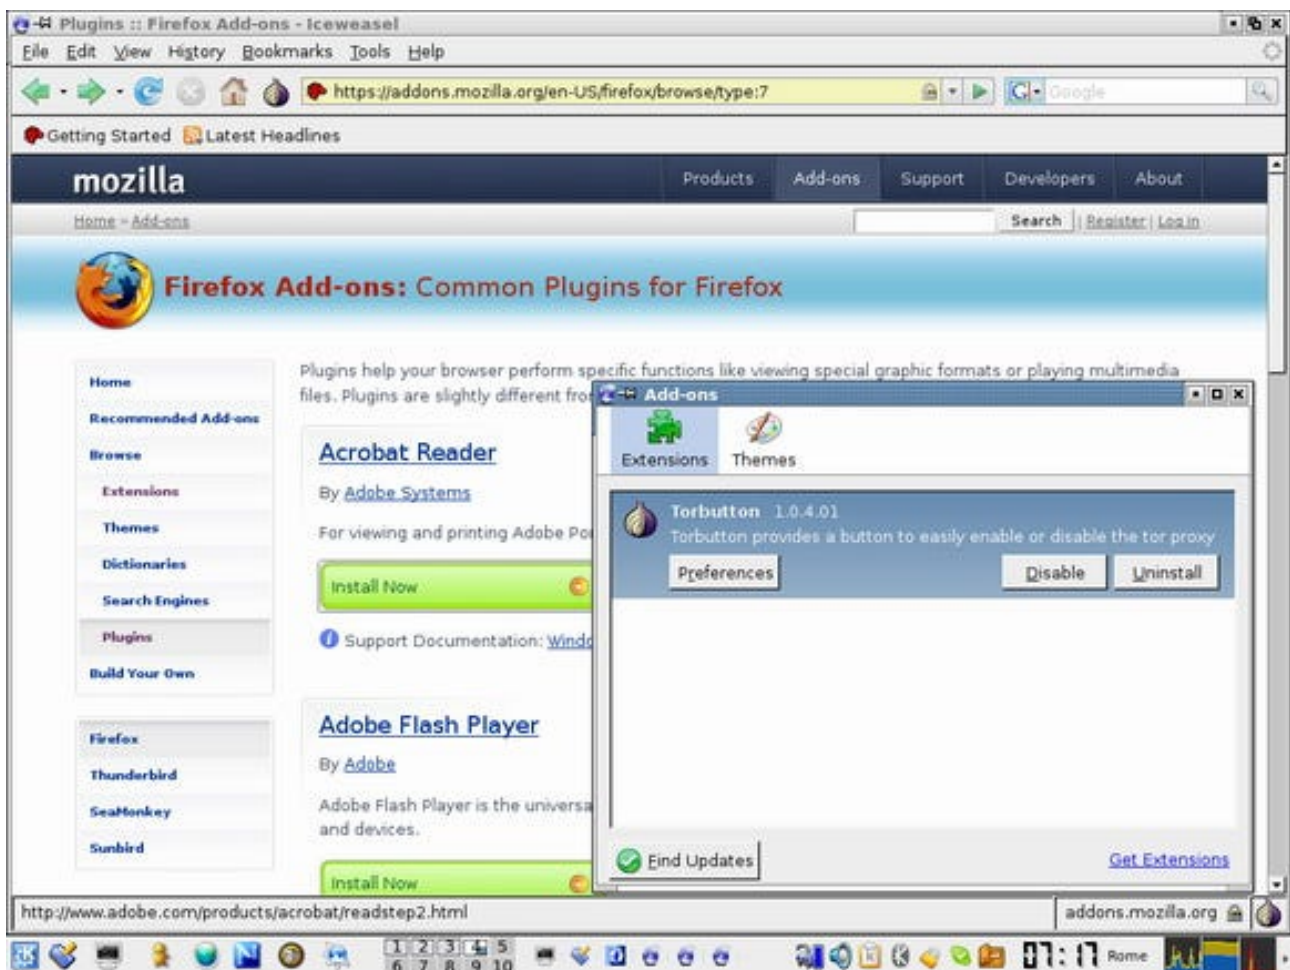 Plugins :: Firefox Add-ons - Iceweasel
File Edit View History Bookmarks Tools Help
https://addons.mozilla.org/en-US/firefox/browse/type:7
G Google
Getting Started Latest Headlines
mozilla Products Add-ons Support Developers About
Home » Add-ons Search | Register | Log in
Firefox Add-ons: Common Plugins for Firefox
Home
Recommended Add-ons
Browse
Extensions
Themes
Dictionaries
Search Engines
Plugins
Build Your Own
Firefox
Thunderbird
SeaMonkey
Sunbird
Plugins help your browser perform specific functions like viewing special graphic formats or playing multimedia
files. Plugins are slightly different
Acrobat Reader
By Adobe Systems
For viewing and printing Adobe
Install Now
Support Documentation:
Adobe Flash Player
By Adobe
Adobe Flash Player is the
and devices.
Install Now
Add-ons
Extensions Themes
Torbutton 1.0.4.01
Torbutton provides a button to easily enable or disable the tor proxy
Preferences Disable Uninstall
Find Updates Get Extensions
http://www.adobe.com/products/acrobat/readstep2.html addons.mozilla.org
1 2 3 4 5
6 7 8 9 10
07:17 Rome